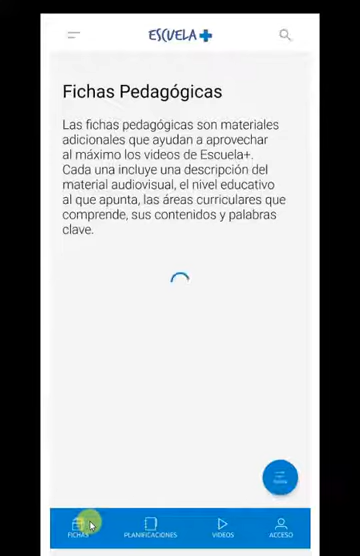 ESCUELA+
Fichas Pedagógicas
Las fichas pedagógicas son materiales
adicionales que ayudan a aprovechar
al máximo los videos de Escuela+.
Cada una incluye una descripción del
material audiovisual, el nivel educativo
al que apunta, las áreas curriculares que
comprende, sus contenidos y palabras
clave.
FICHAS PLANIFICACIONES VIDEOS ACCESO